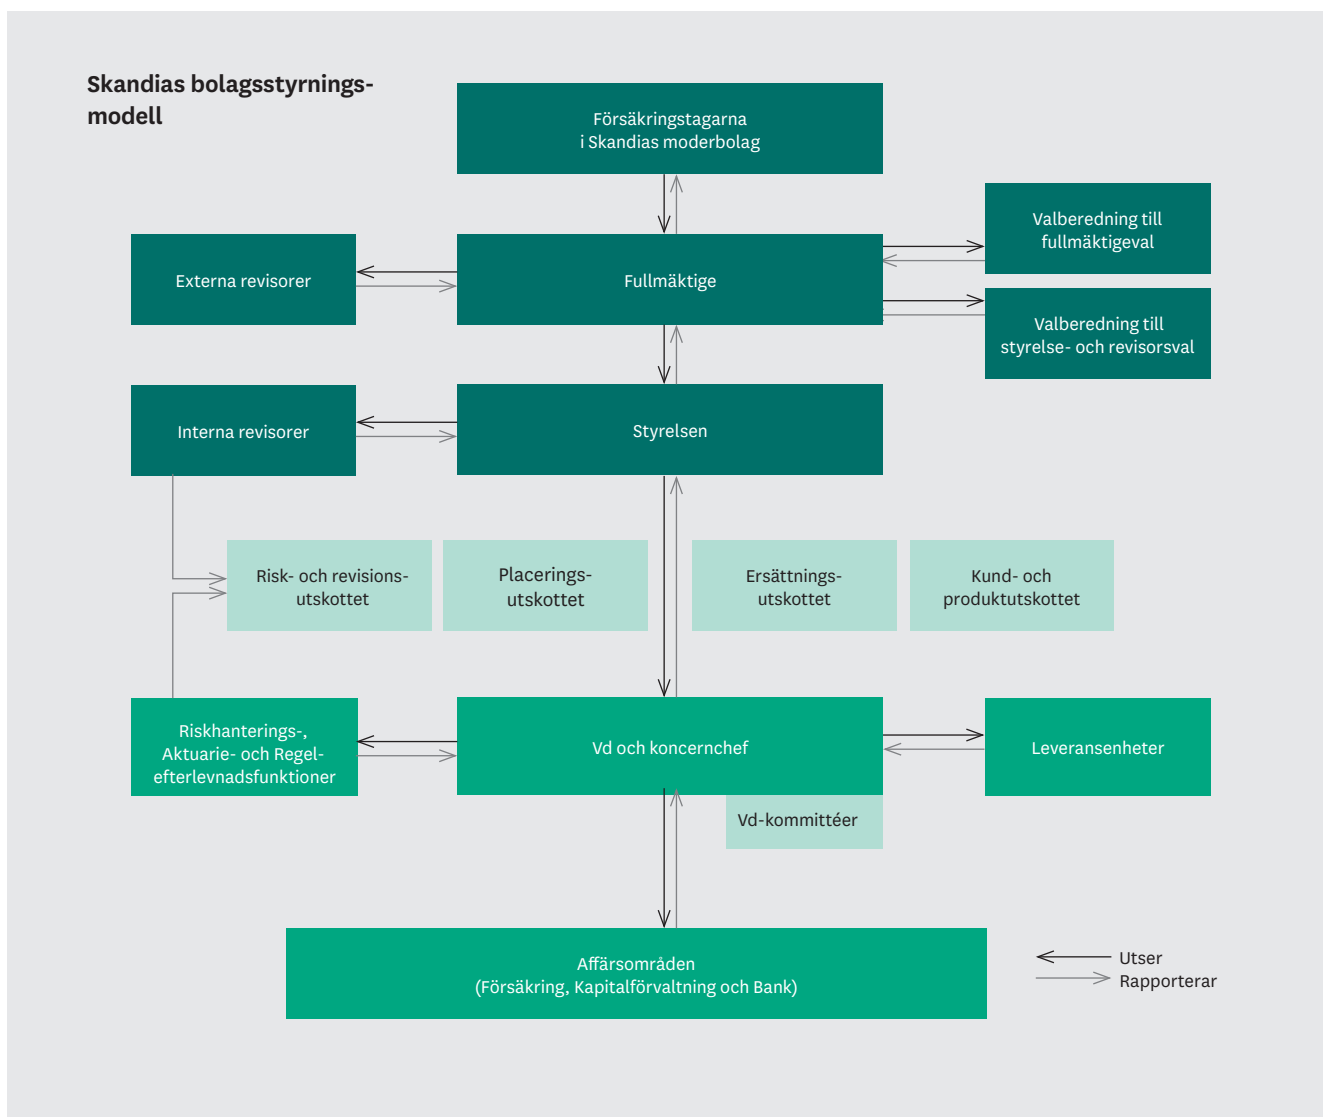 Skandias bolagsstyrnings-
modell
Försäkringstagarna
i Skandias moderbolag
Valberedning till
fullmäktigeval
Externa revisorer
Fullmäktige
Valberedning till
styrelse- och revisorsval
Interna revisorer
Styrelsen
Risk- och revisions-
utskottet
Placerings-
utskottet
Ersättnings-
utskottet
Kund- och
produktutskottet
Riskhanterings-,
Aktuarie- och Regel-
efterlevnadsfunktioner
Vd och koncernchef
Leveransenheter
Vd-kommittéer
Affärsområden
(Försäkring, Kapitalförvaltning och Bank)
Utser
Rapporterar